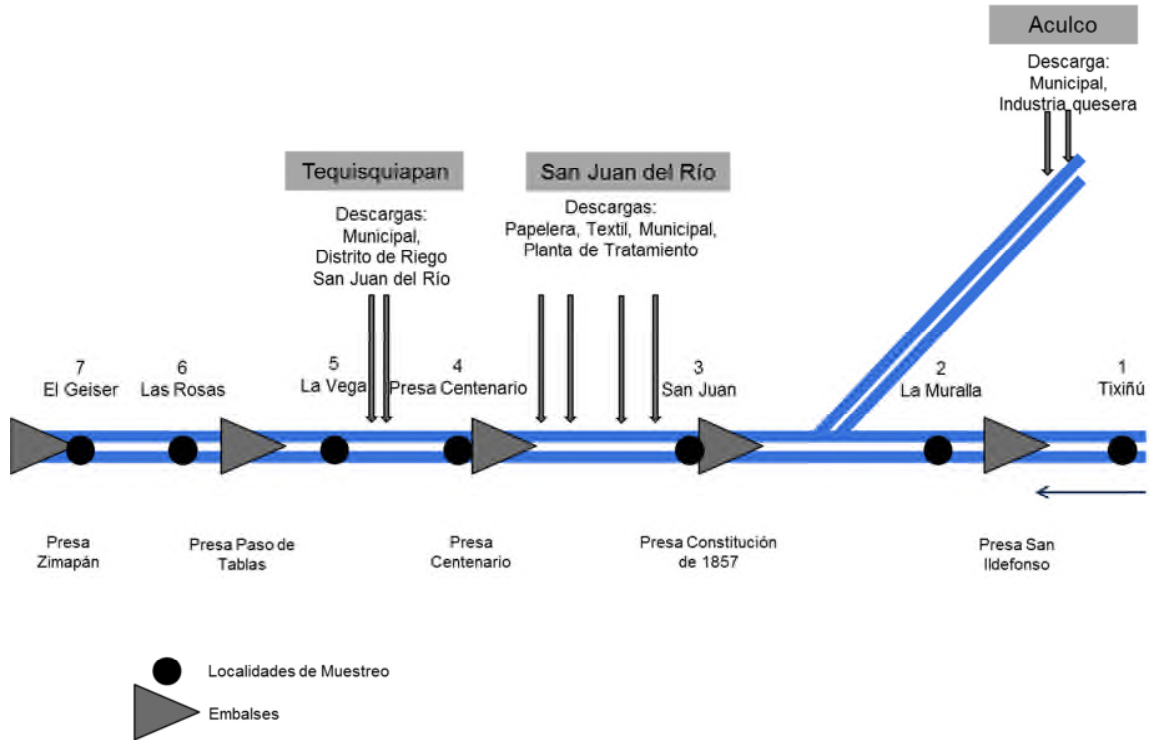 Aculco
Descarga:
Municipal,
Industria quesera
Tequisquiapan
Descargas:
Municipal,
Distrito de Riego
San Juan del Río
San Juan del Río
Descargas:
Papelera, Textil, Municipal,
Planta de Tratamiento
7
El Geiser
6
Las Rosas
5
La Vega
4
Presa Centenario
3
San Juan
2
La Muralla
1
Tixiñú
Presa
Zimapán
Presa Paso de
Tablas
Presa
Centenario
Presa Constitución
de 1857
Presa San
Ildefonso
Localidades de Muestreo
Embalses